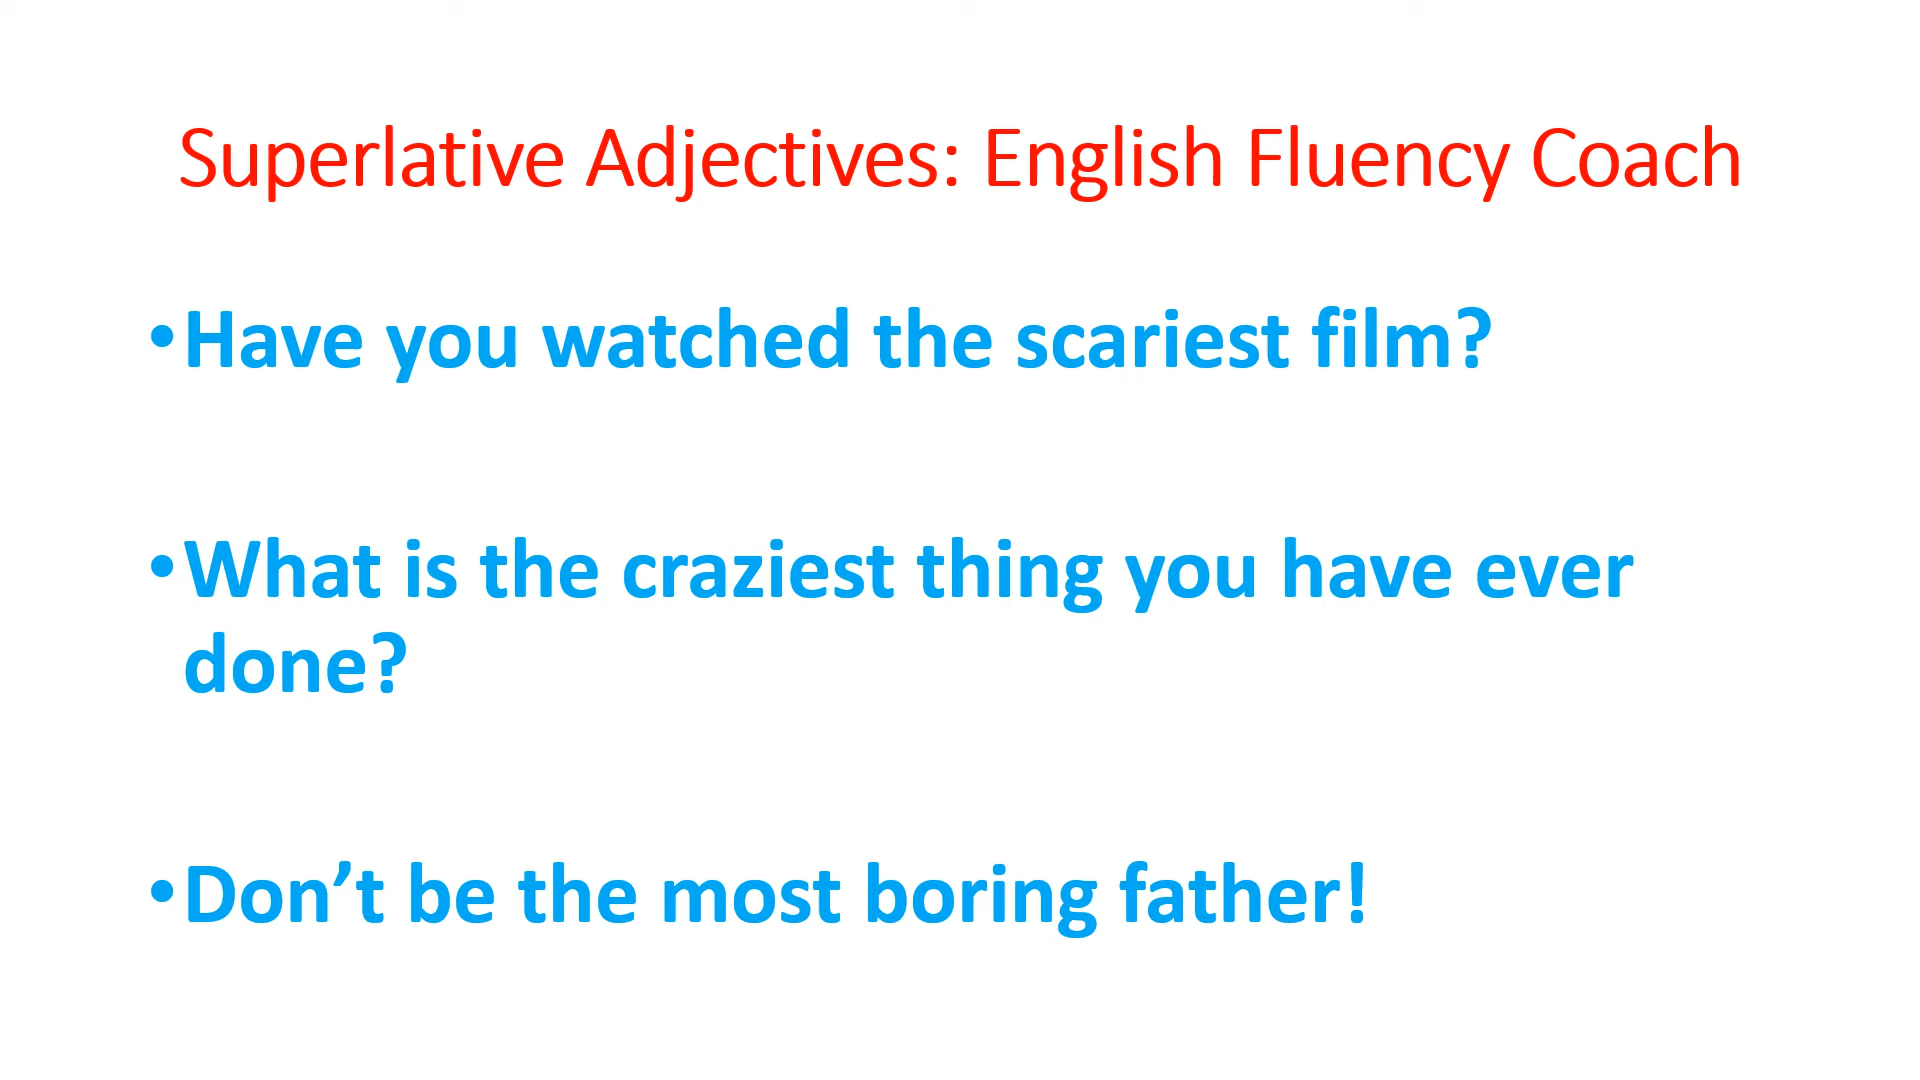 Superlative Adjectives: English Fluency Coach
•Have you watched the scariest film?
•What is the craziest thing you have ever
done?
•Don’t be the most boring father!